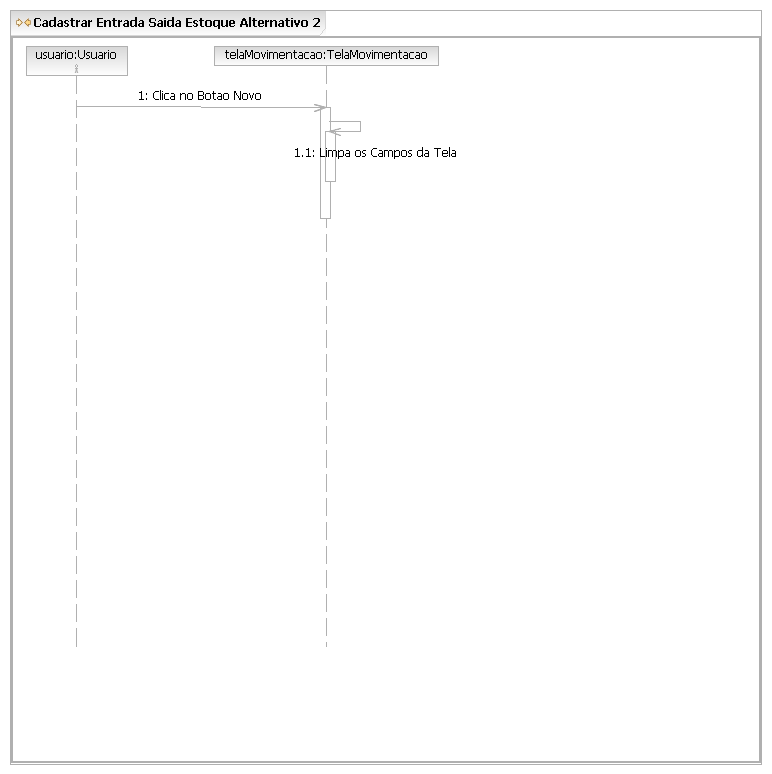 Cadastrar Entrada Saida Estoque Alternativo 2
usuario:Usuario
telaMovimentacao:TelaMovimentacao
1: Clica no Botao Novo
1.1: Limpa os Campos da Tela